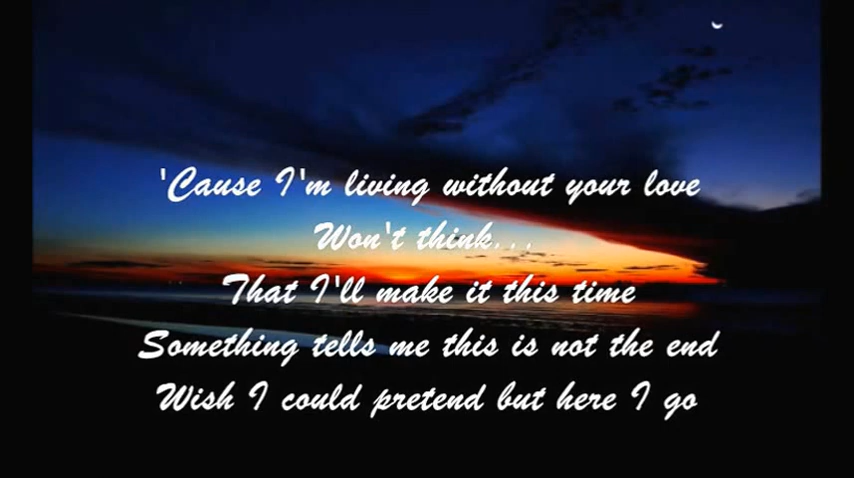 'Cause I'm living without your love
Won't think...
That I'll make it this time
Something tells me this is not the end
Wish I could pretend but here I go